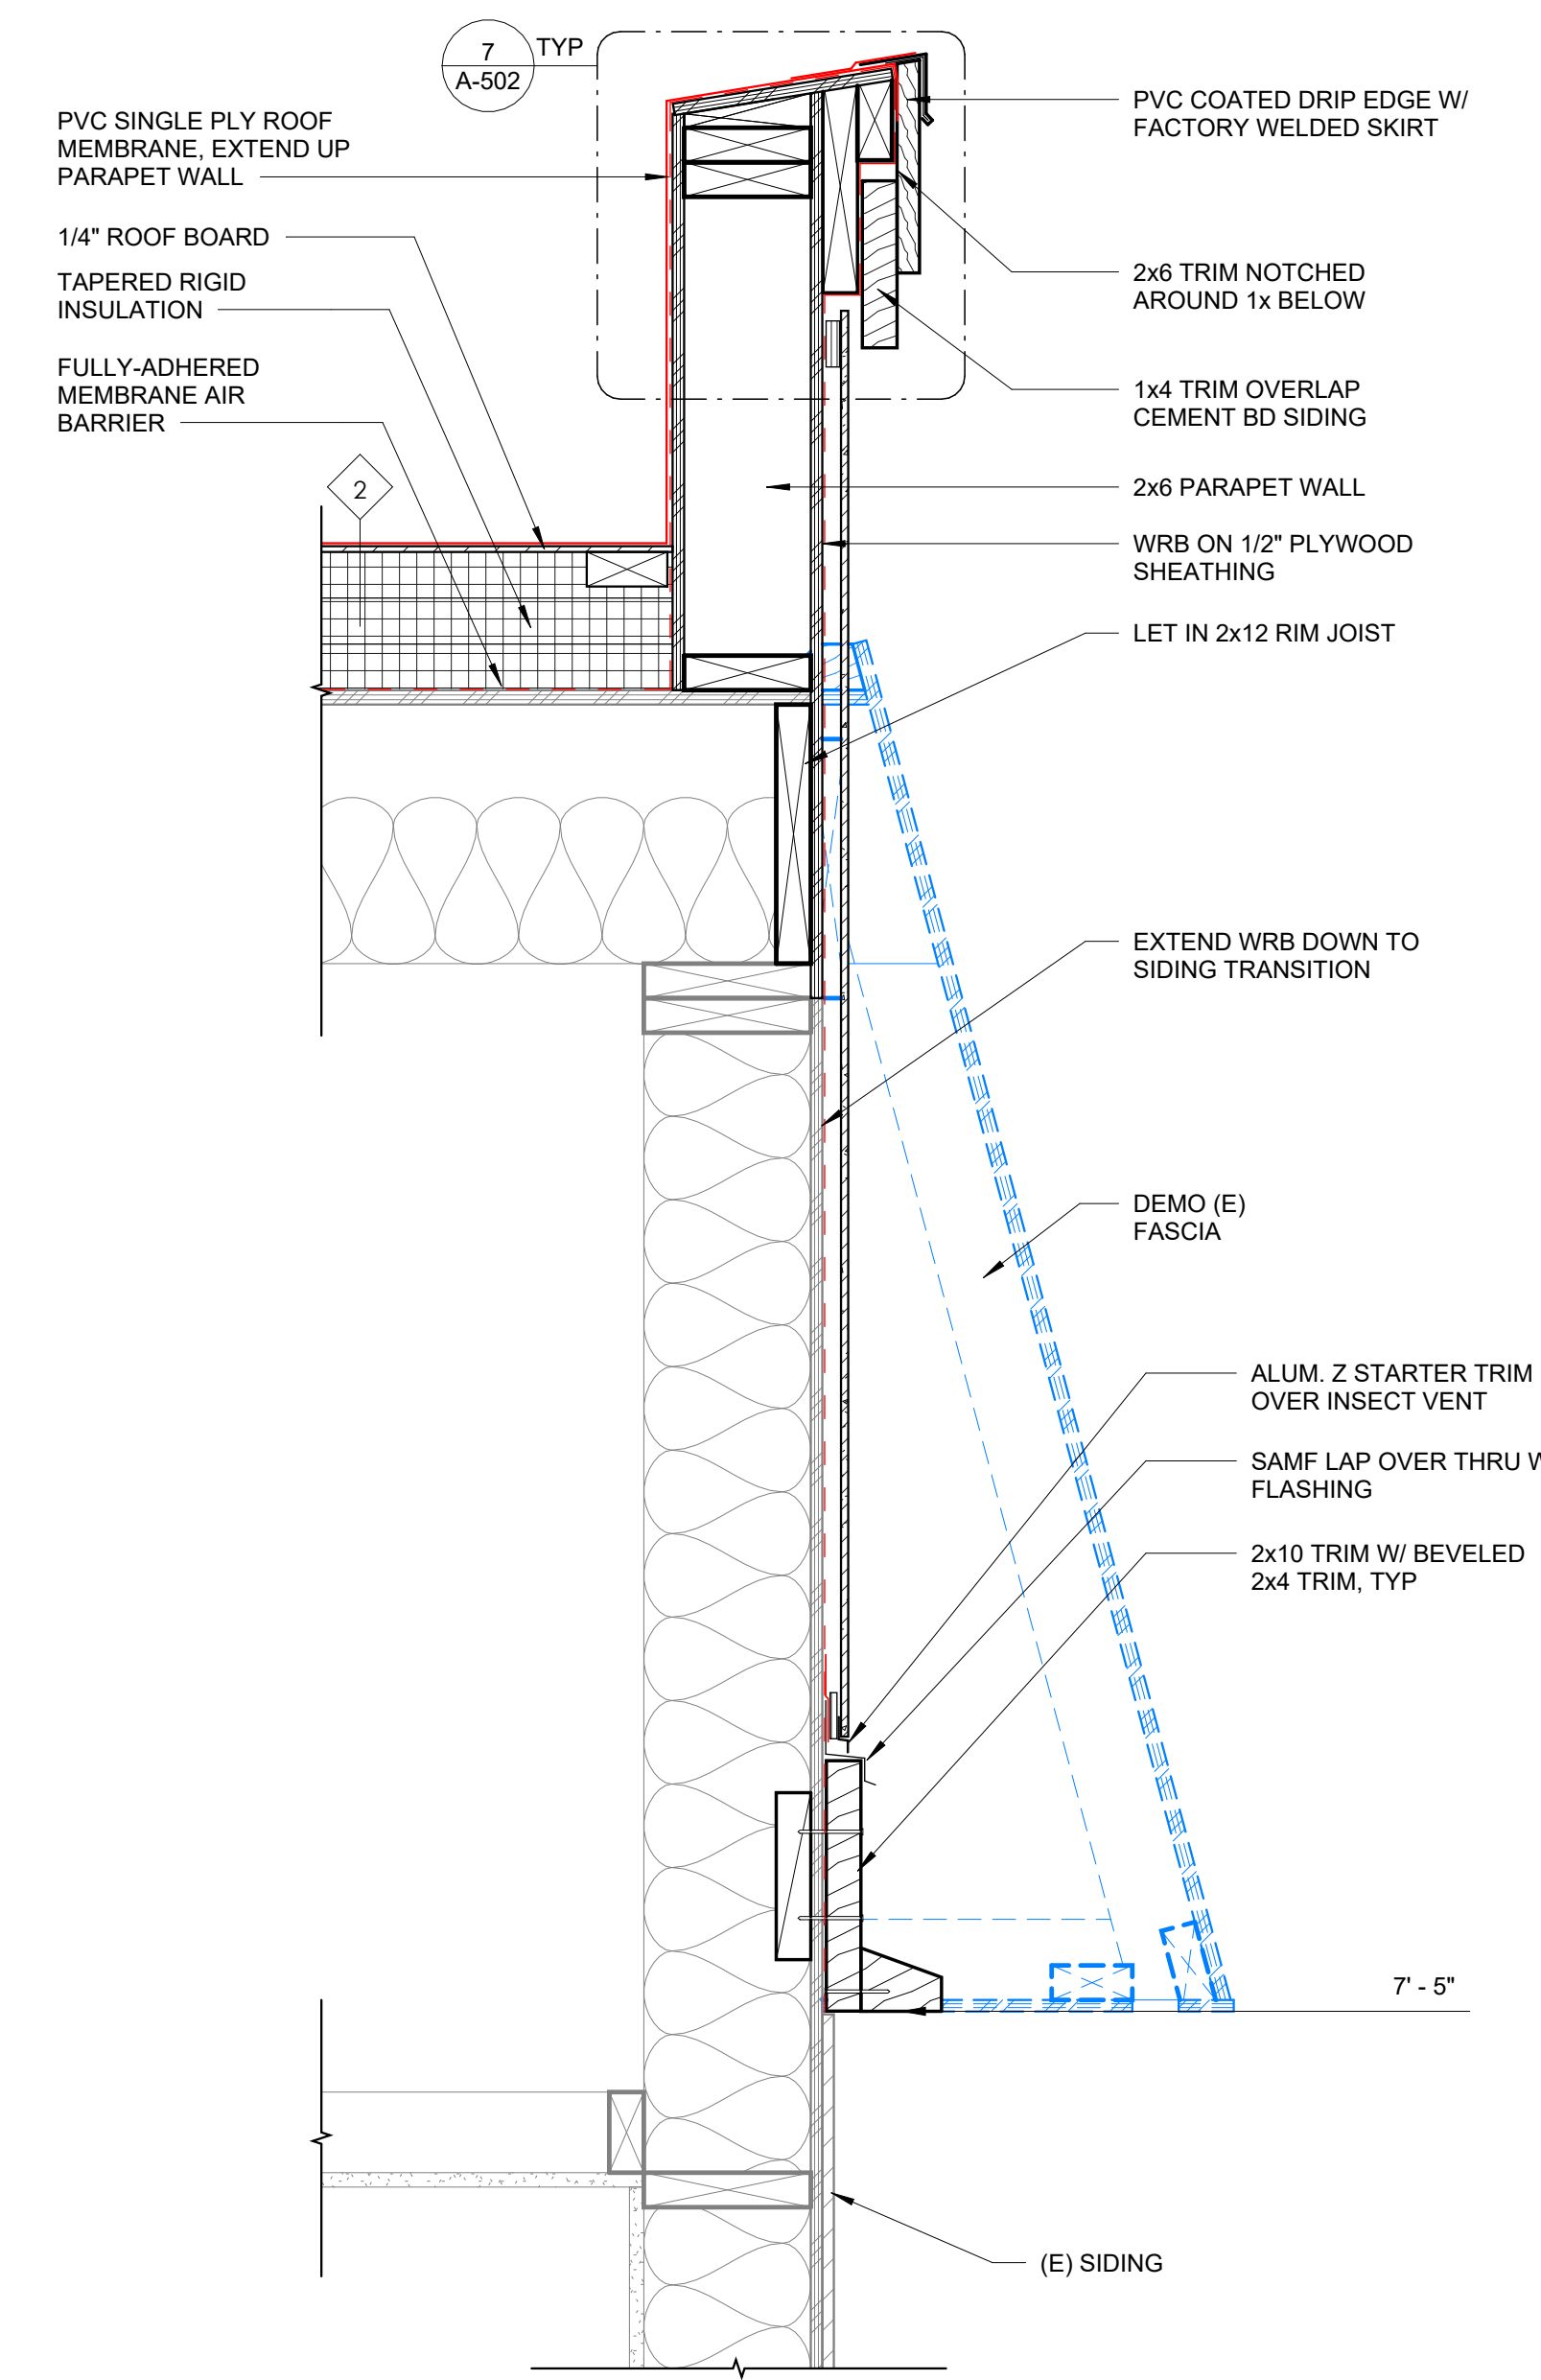 7
A-502
TYP
PVC SINGLE PLY ROOF
MEMBRANE, EXTEND UP
PARAPET WALL
1/4" ROOF BOARD
TAPERED RIGID
INSULATION
FULLY-ADHERED
MEMBRANE AIR
BARRIER
2
PVC COATED DRIP EDGE W/
FACTORY WELDED SKIRT
2x6 TRIM NOTCHED
AROUND 1x BELOW
1x4 TRIM OVERLAP
CEMENT BD SIDING
2x6 PARAPET WALL
WRB ON 1/2" PLYWOOD
SHEATHING
LET IN 2x12 RIM JOIST
EXTEND WRB DOWN TO
SIDING TRANSITION
DEMO (E)
FASCIA
ALUM. Z STARTER TRIM
OVER INSECT VENT
SAMF LAP OVER THRU
FLASHING
2x10 TRIM W/ BEVELED
2x4 TRIM, TYP
7' - 5"
(E) SIDING